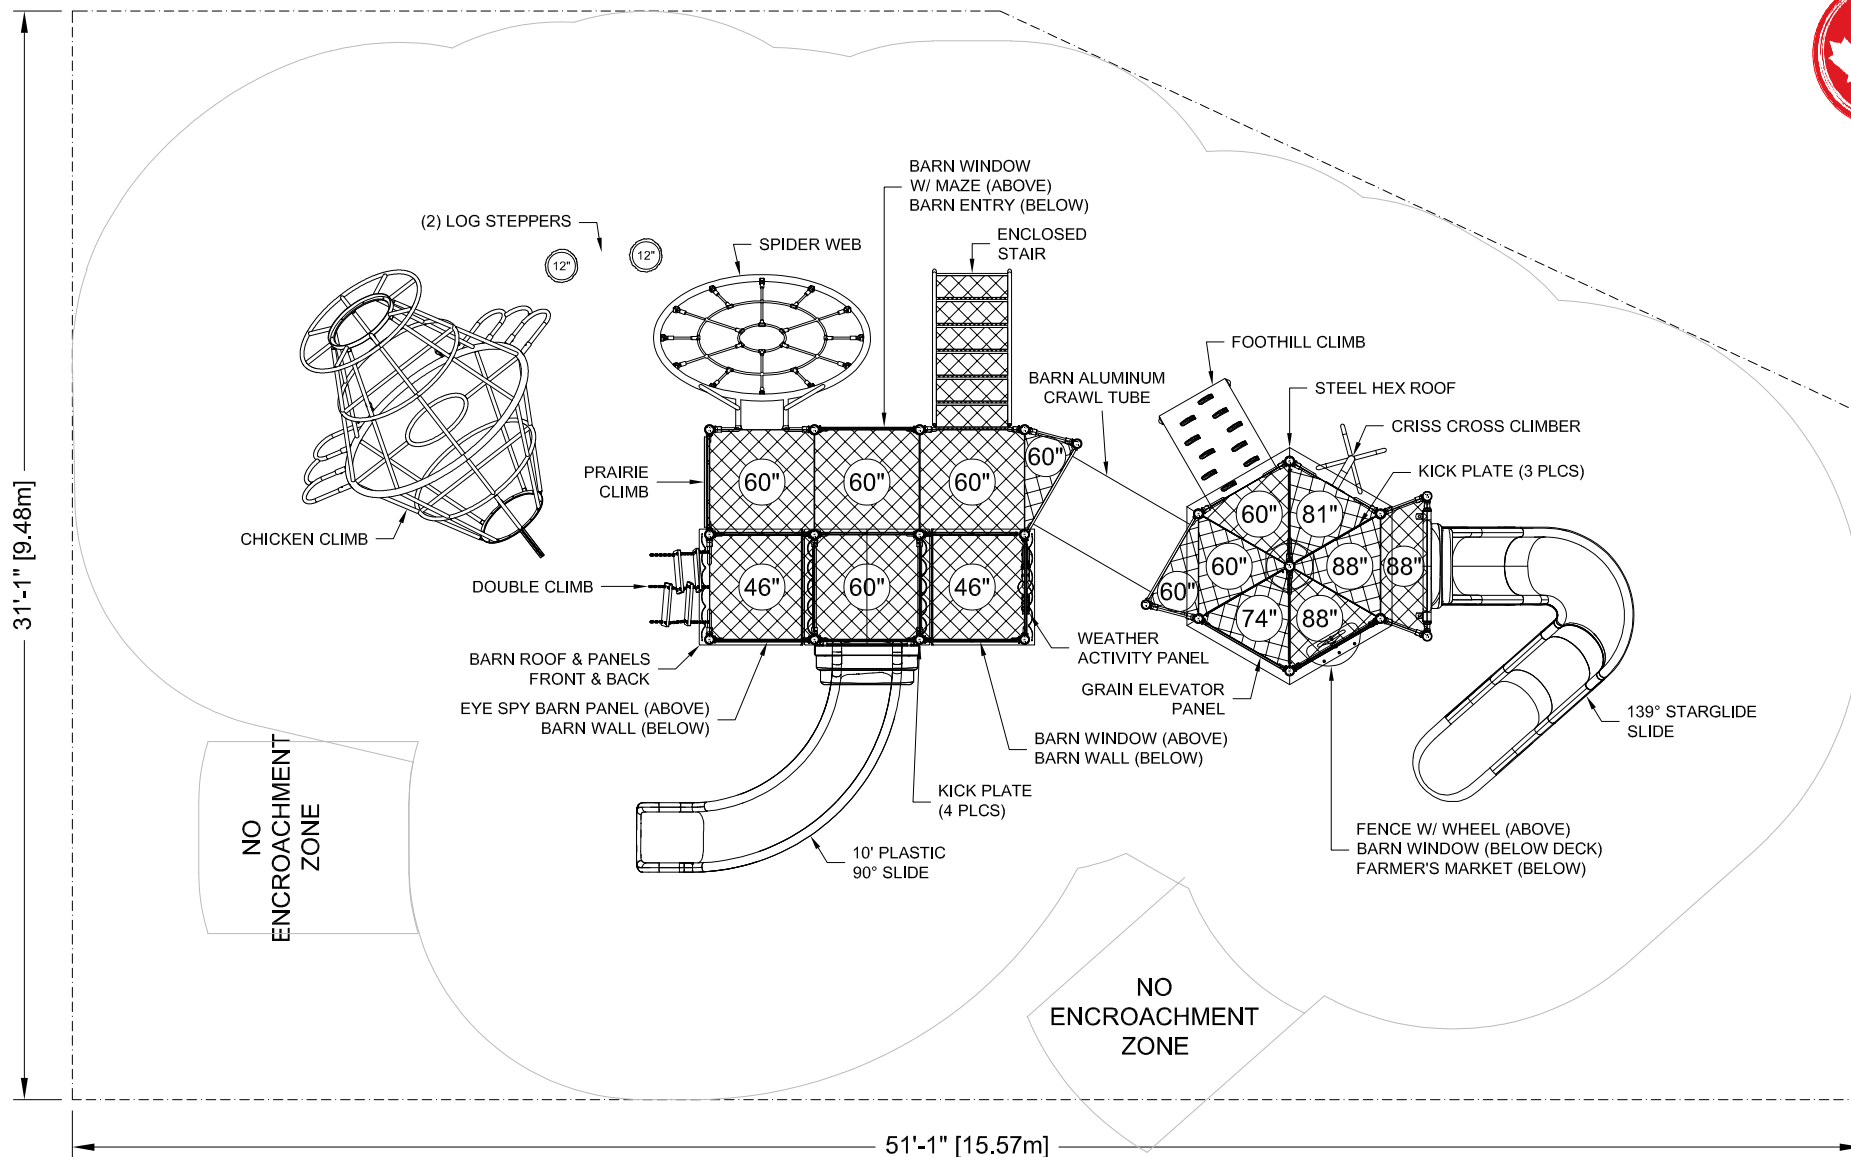 BARN WINDOW
W/ MAZE (ABOVE)
BARN ENTRY (BELOW)
(2) LOG STEPPERS
12"
12"
SPIDER WEB
ENCLOSED
STAIR
FOOTHILL CLIMB
BARN ALUMINUM
CRAWL TUBE
STEEL HEX ROOF
CRISS CROSS CLIMBER
KICK PLATE (3 PLCS)
PRAIRIE
CLIMB
60"
60"
60"
60"
60"
81"
CHICKEN CLIMB
DOUBLE CLIMB
46"
60"
46"
60"
60"
88"
88"
74"
88"
WEATHER
ACTIVITY PANEL
BARN ROOF & PANELS
FRONT & BACK
GRAIN ELEVATOR
PANEL
EYE SPY BARN PANEL (ABOVE)
BARN WALL (BELOW)
139° STARGLIDE
SLIDE
BARN WINDOW (ABOVE)
BARN WALL (BELOW)
KICK PLATE
(4 PLCS)
10' PLASTIC
90° SLIDE
FENCE W/ WHEEL (ABOVE)
BARN WINDOW (BELOW DECK)
FARMER'S MARKET (BELOW)
NO
ENCROACHMENT
ZONE
NO
ENCROACHMENT
ZONE
31'-1" [9.48m]
51'-1" [15.57m]